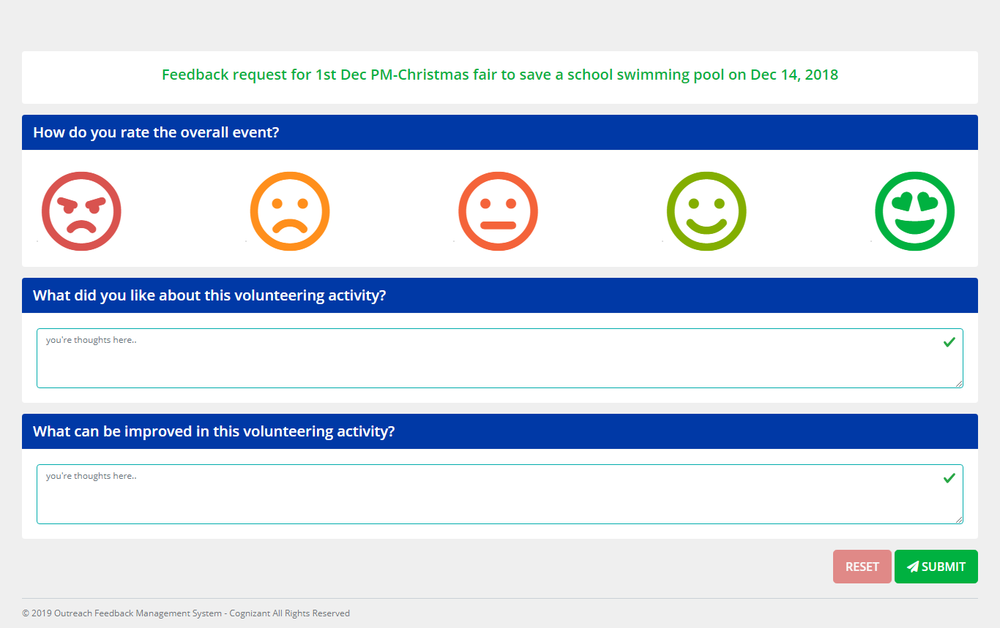 Feedback request for 1st Dec PM-Christmas fair to save a school swimming pool on Dec 14, 2018
How do you rate the overall event?
What did you like about this volunteering activity?
you're thoughts here..
What can be improved in this volunteering activity?
you're thoughts here..
RESET SUBMIT
© 2019 Outreach Feedback Management System - Cognizant All Rights Reserved